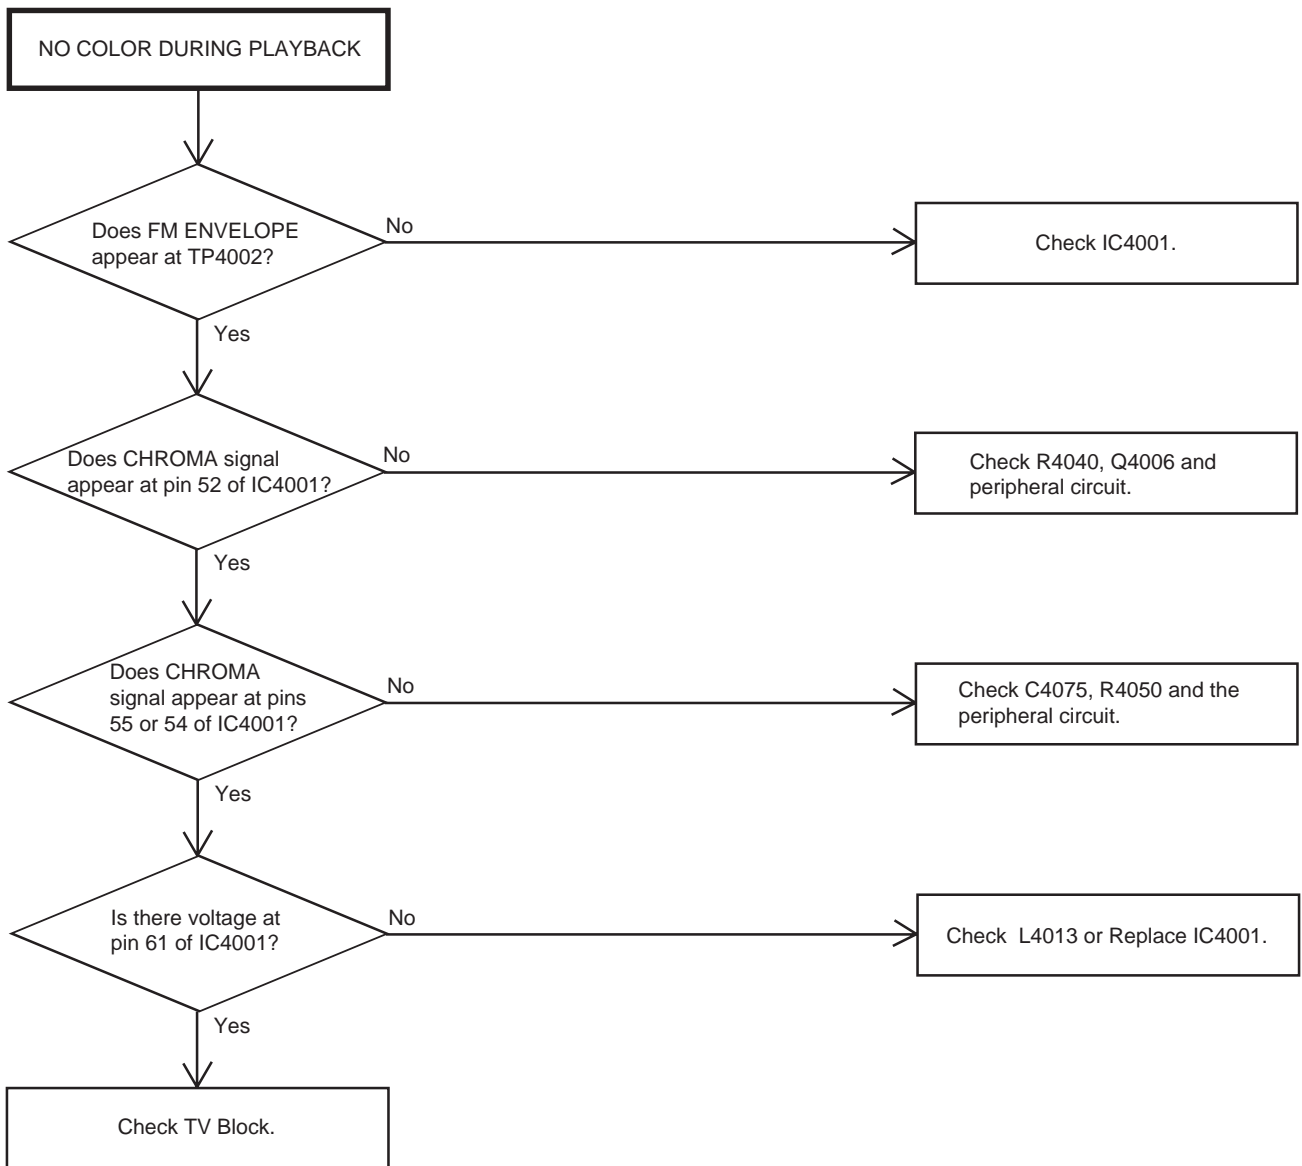 NO COLOR DURING PLAYBACK
Does FM ENVELOPE
appear at TP4002?
No
Check IC4001.
Yes
Does CHROMA signal
appear at pin 52 of IC4001?
No
Check R4040, Q4006 and
peripheral circuit.
Yes
Does CHROMA
signal appear at pins
55 or 54 of IC4001?
No
Check C4075, R4050 and the
peripheral circuit.
Yes
Is there voltage at
pin 61 of IC4001?
No
Check  L4013 or Replace IC4001.
Yes
Check TV Block.